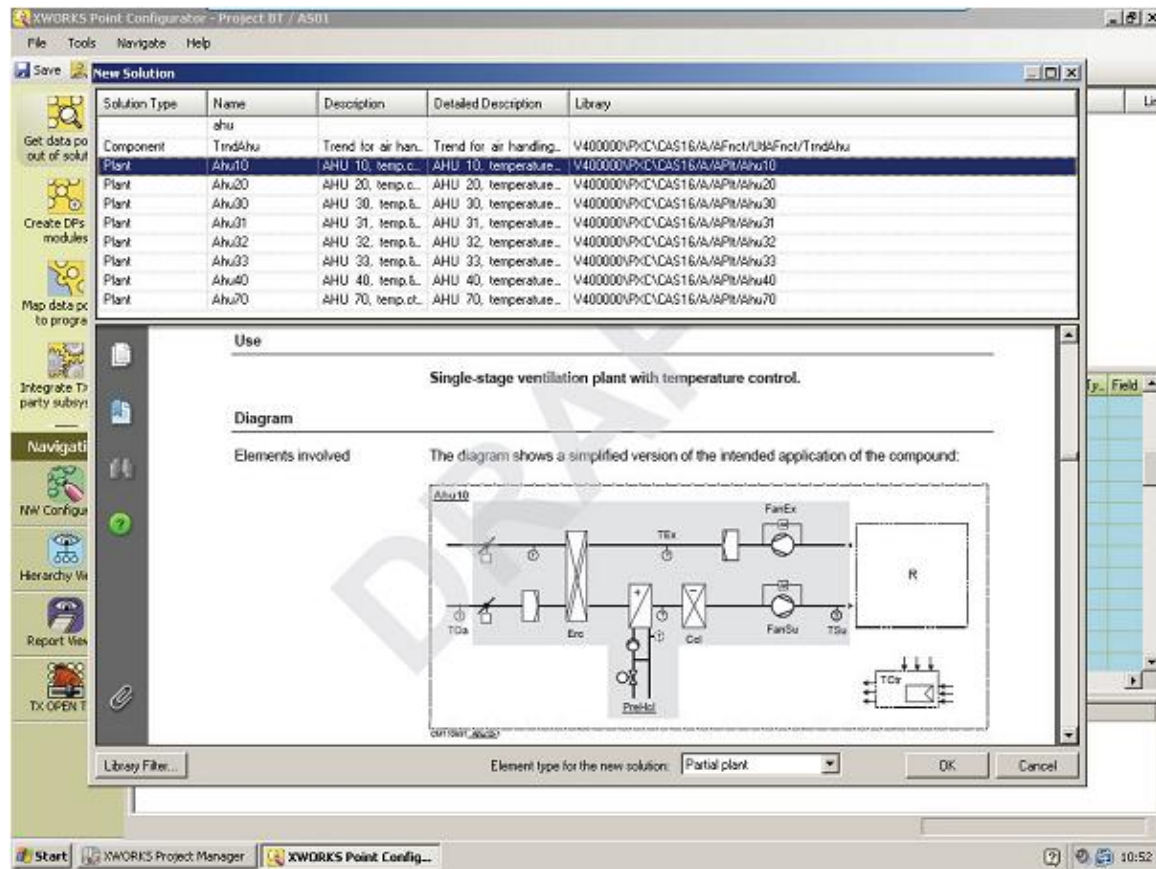 XWORKS Point Configurator - Project BT / AS01
File Tools Navigate Help
Save
New Solution
Solution Type Name Description Detailed Description Library
ahu
Component TrndAhu Trend for air han... Trend for air handling... V400000\PXC\CAS16/A/AFnct/UtlAFnct/TrndAhu
Plant Ahu10 AHU 10, temp.c... AHU 10, temperature... V400000\PXC\CAS16/A/APlt/Ahu10
Plant Ahu20 AHU 20, temp.c... AHU 20, temperature... V400000\PXC\CAS16/A/APlt/Ahu20
Plant Ahu30 AHU 30, temp.&... AHU 30, temperature... V400000\PXC\CAS16/A/APlt/Ahu30
Plant Ahu31 AHU 31, temp.&... AHU 31, temperature... V400000\PXC\CAS16/A/APlt/Ahu31
Plant Ahu32 AHU 32, temp.&... AHU 32, temperature... V400000\PXC\CAS16/A/APlt/Ahu32
Plant Ahu33 AHU 33, temp.&... AHU 33, temperature... V400000\PXC\CAS16/A/APlt/Ahu33
Plant Ahu40 AHU 40, temp.&... AHU 40, temperature... V400000\PXC\CAS16/A/APlt/Ahu40
Plant Ahu70 AHU 70, temp.ct... AHU 70, temperature... V400000\PXC\CAS16/A/APlt/Ahu70
Get data po
out of solut
Create DPs
modules
Map data po
to progra
Integrate TX
party subsys
Navigati
NW Configu
Hierarchy Vie
Report View
TX OPEN T
Use
Single-stage ventilation plant with temperature control.
Diagram
Elements involved
The diagram shows a simplified version of the intended application of the compound:
DRAF
Ahu10
FanEx
TEx
R
TOa
Erc
Ccl
FanSu
TSu
PreHcl
TCtr
Ty... Field
Library Filter...
Element type for the new solution: Partial plant
OK Cancel
Start XWORKS Project Manager XWORKS Point Config... 10:52